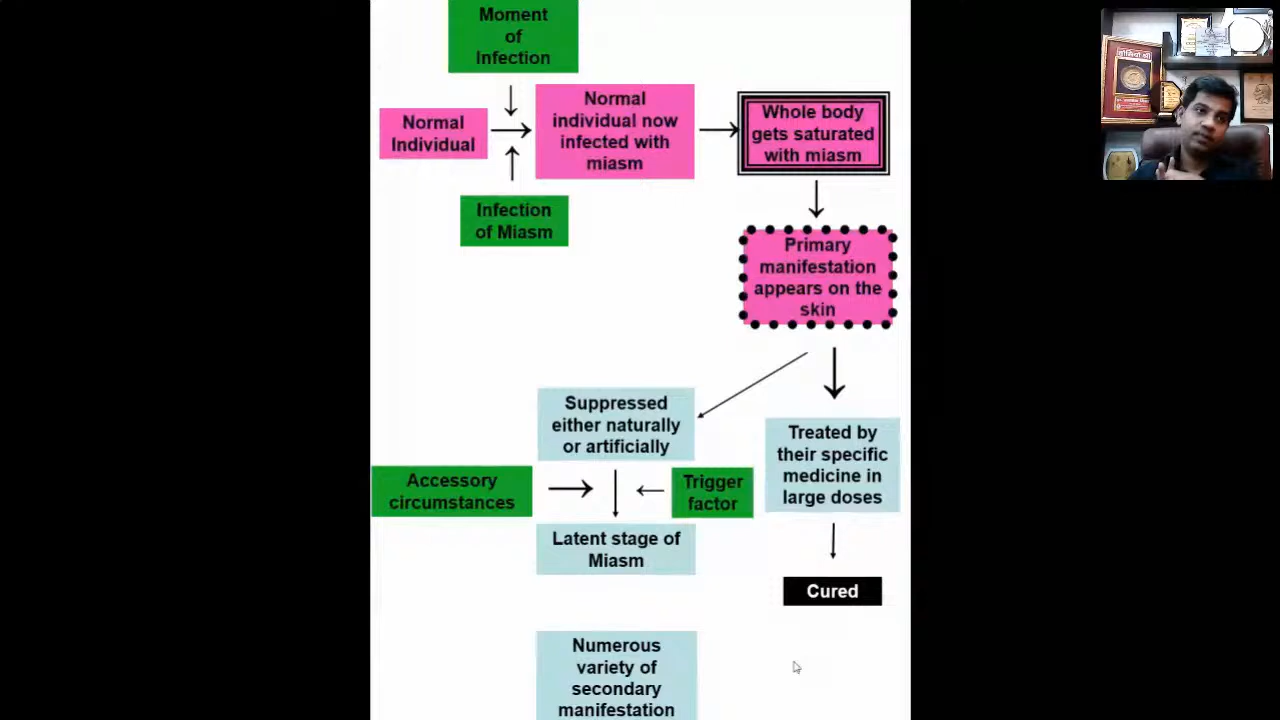 Moment
of
Infection
Normal
Individual
Normal
individual now
infected with
miasm
Whole body
gets saturated
with miasm
Infection
of Miasm
Primary
manifestation
appears on the
skin
Suppressed
either naturally
or artificially
Treated by
their specific
medicine in
large doses
Accessory
circumstances
Trigger
factor
Latent stage of
Miasm
Cured
Numerous
variety of
secondary
manifestation